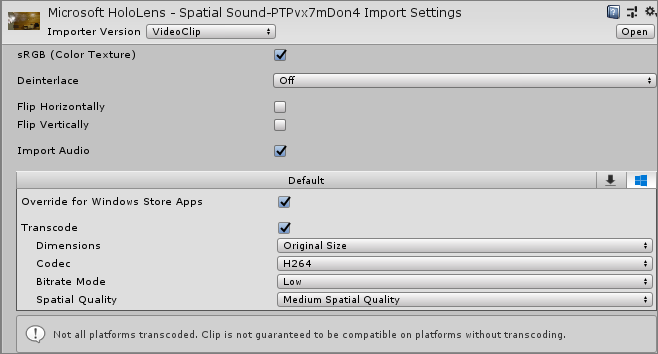 Microsoft HoloLens - Spatial Sound-PTPvx7mDon4 Import Settings
Importer Version VideoClip
Open
sRGB (Color Texture)
Deinterlace Off
Flip Horizontally
Flip Vertically
Import Audio
Default
Override for Windows Store Apps
Transcode
Dimensions Original Size
Codec H264
Bitrate Mode Low
Spatial Quality Medium Spatial Quality
Not all platforms transcoded. Clip is not guaranteed to be compatible on platforms without transcoding.